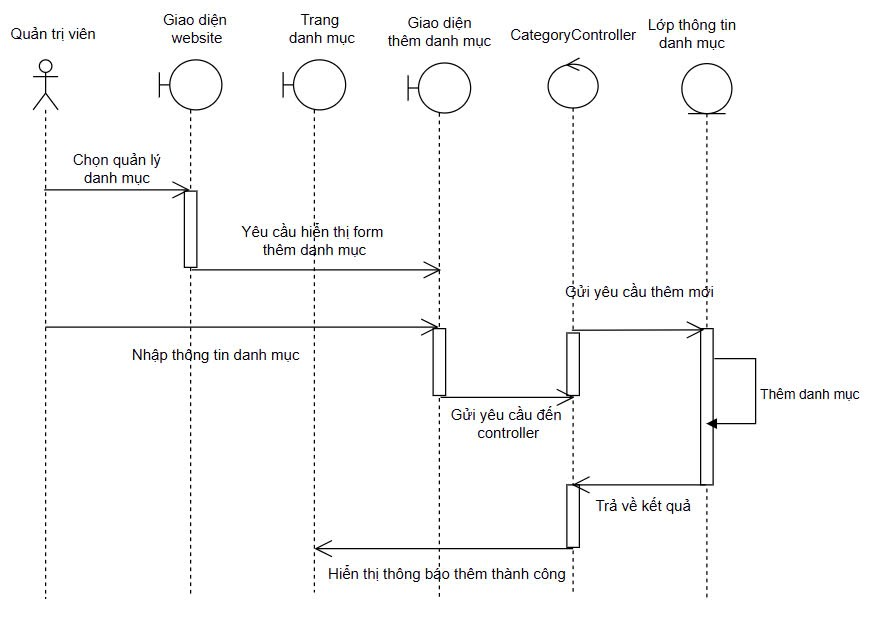 Quản trị viên
Giao diện
website
Trang
danh mục
Giao diện
thêm danh mục
CategoryController
Lớp thông tin
danh mục
Chọn quản lý
danh mục
Yêu cầu hiển thị form
thêm danh mục
Gửi yêu cầu thêm mới
Nhập thông tin danh mục
Thêm danh mục
Gửi yêu cầu đến
controller
Trả về kết quả
Hiển thị thông báo thêm thành công